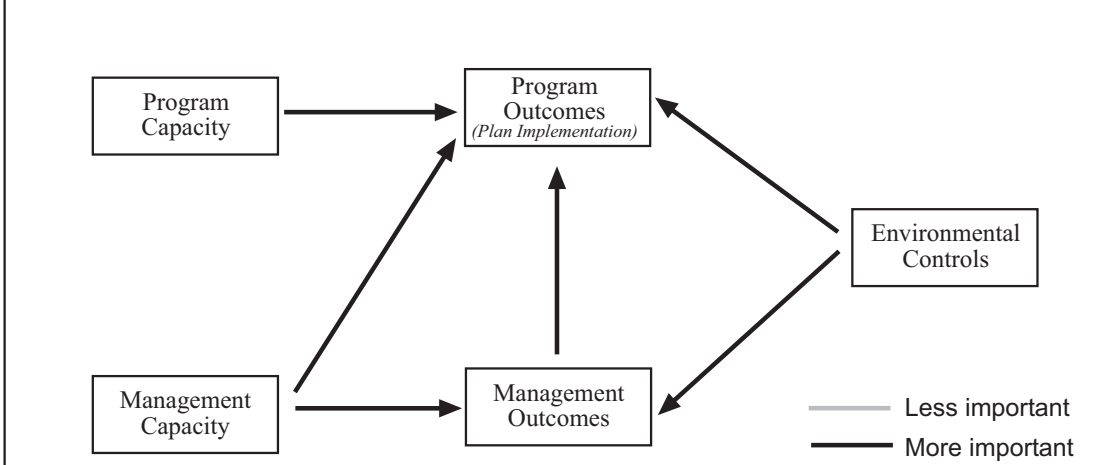 Program
Capacity
Program
Outcomes
(Plan Implementation)
Environmental
Controls
Management
Capacity
Management
Outcomes
Less important
More important